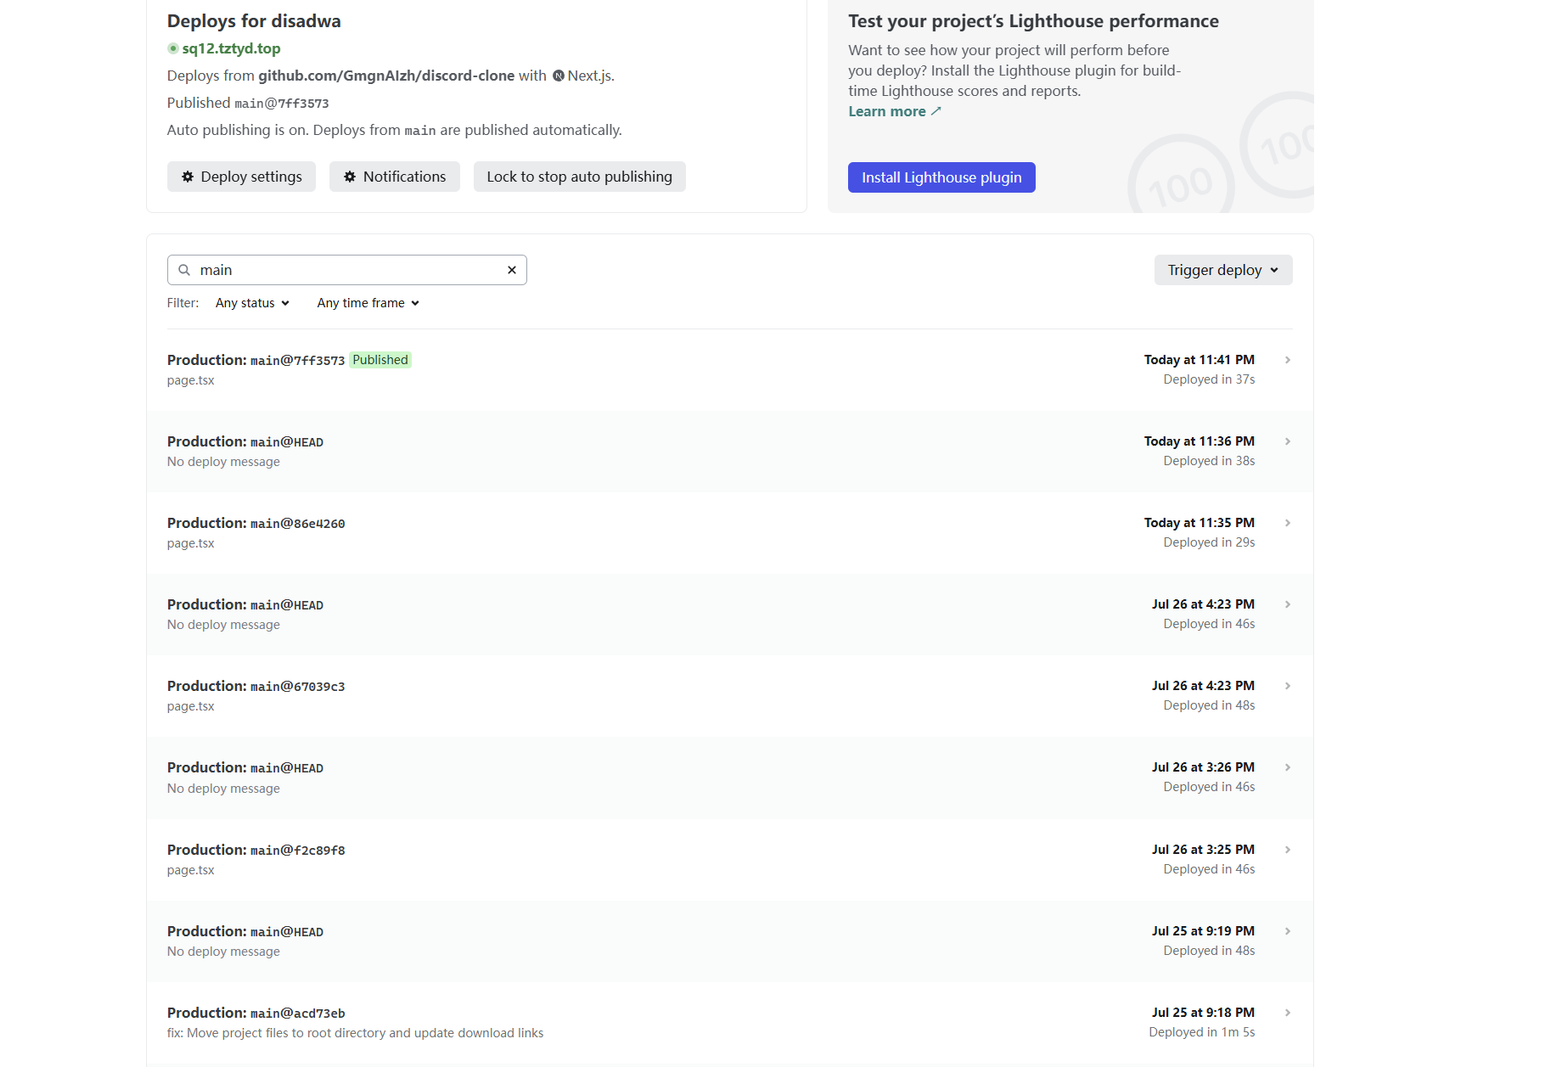 Deploys for disadwa
sq12.tztyd.top
Deploys from github.com/GmgnAIzh/discord-clone with Next.js.
Published main@7ff3573
Auto publishing is on. Deploys from main are published automatically.
Deploy settings
Notifications
Lock to stop auto publishing
Test your project's Lighthouse performance
Want to see how your project will perform before
you deploy? Install the Lighthouse plugin for build-
time Lighthouse scores and reports.
Learn more
Install Lighthouse plugin
100
100
main
Trigger deploy
Filter: Any status Any time frame
Production: main@7ff3573 Published
page.tsx
Today at 11:41 PM
Deployed in 37s
Production: main@HEAD
No deploy message
Today at 11:36 PM
Deployed in 38s
Production: main@86e4260
page.tsx
Today at 11:35 PM
Deployed in 29s
Production: main@HEAD
No deploy message
Jul 26 at 4:23 PM
Deployed in 46s
Production: main@67039c3
page.tsx
Jul 26 at 4:23 PM
Deployed in 48s
Production: main@HEAD
No deploy message
Jul 26 at 3:26 PM
Deployed in 46s
Production: main@f2c89f8
page.tsx
Jul 26 at 3:25 PM
Deployed in 46s
Production: main@HEAD
No deploy message
Jul 25 at 9:19 PM
Deployed in 48s
Production: main@acd73eb
fix: Move project files to root directory and update download links
Jul 25 at 9:18 PM
Deployed in 1m 5s